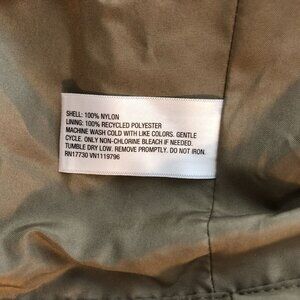 SHELL: 100% NYLON
LINING: 100% RECYCLED POLYESTER
MACHINE WASH COLD WITH LIKE COLORS. GENTLE
CYCLE. ONLY NON-CHLORINE BLEACH IF NEEDED.
TUMBLE DRY LOW. REMOVE PROMPTLY. DO NOT IRON.
RN17730 VN1119796